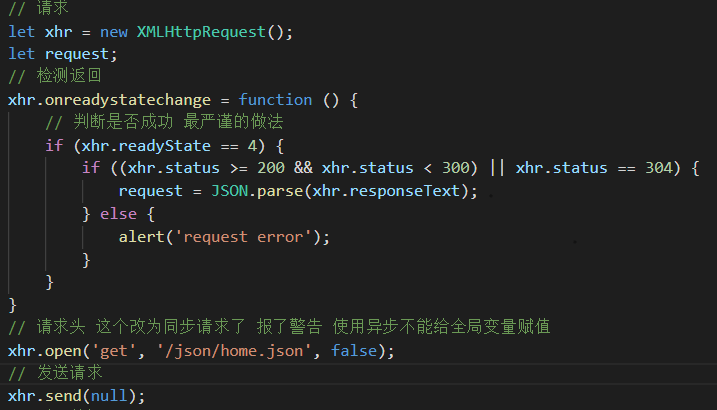 // 请求
let xhr = new XMLHttpRequest();
let request;
// 检测返回
xhr.onreadystatechange = function () {
    // 判断是否成功 最严谨的做法
    if (xhr.readyState == 4) {
        if ((xhr.status >= 200 && xhr.status < 300) || xhr.status == 304) {
            request = JSON.parse(xhr.responseText);
        } else {
            alert('request error');
        }
    }
}
// 请求头 这个改为同步请求了 报了警告 使用异步不能给全局变量赋值
xhr.open('get', '/json/home.json', false);
// 发送请求
xhr.send(null);